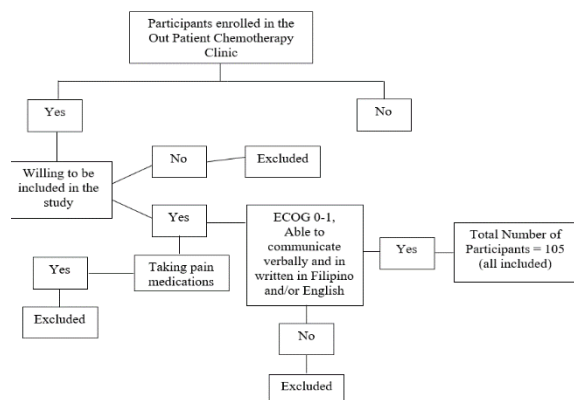 Participants enrolled in the
Out Patient Chemotherapy
Clinic
Yes
No
Willing to be
included in the
study
No
Excluded
Yes
ECOG 0-1,
Able to
communicate
verbally and in
written in Filipino
and/or English
Yes
Total Number of
Participants = 105
(all included)
Yes
Taking pain
medications
Excluded
No
Excluded